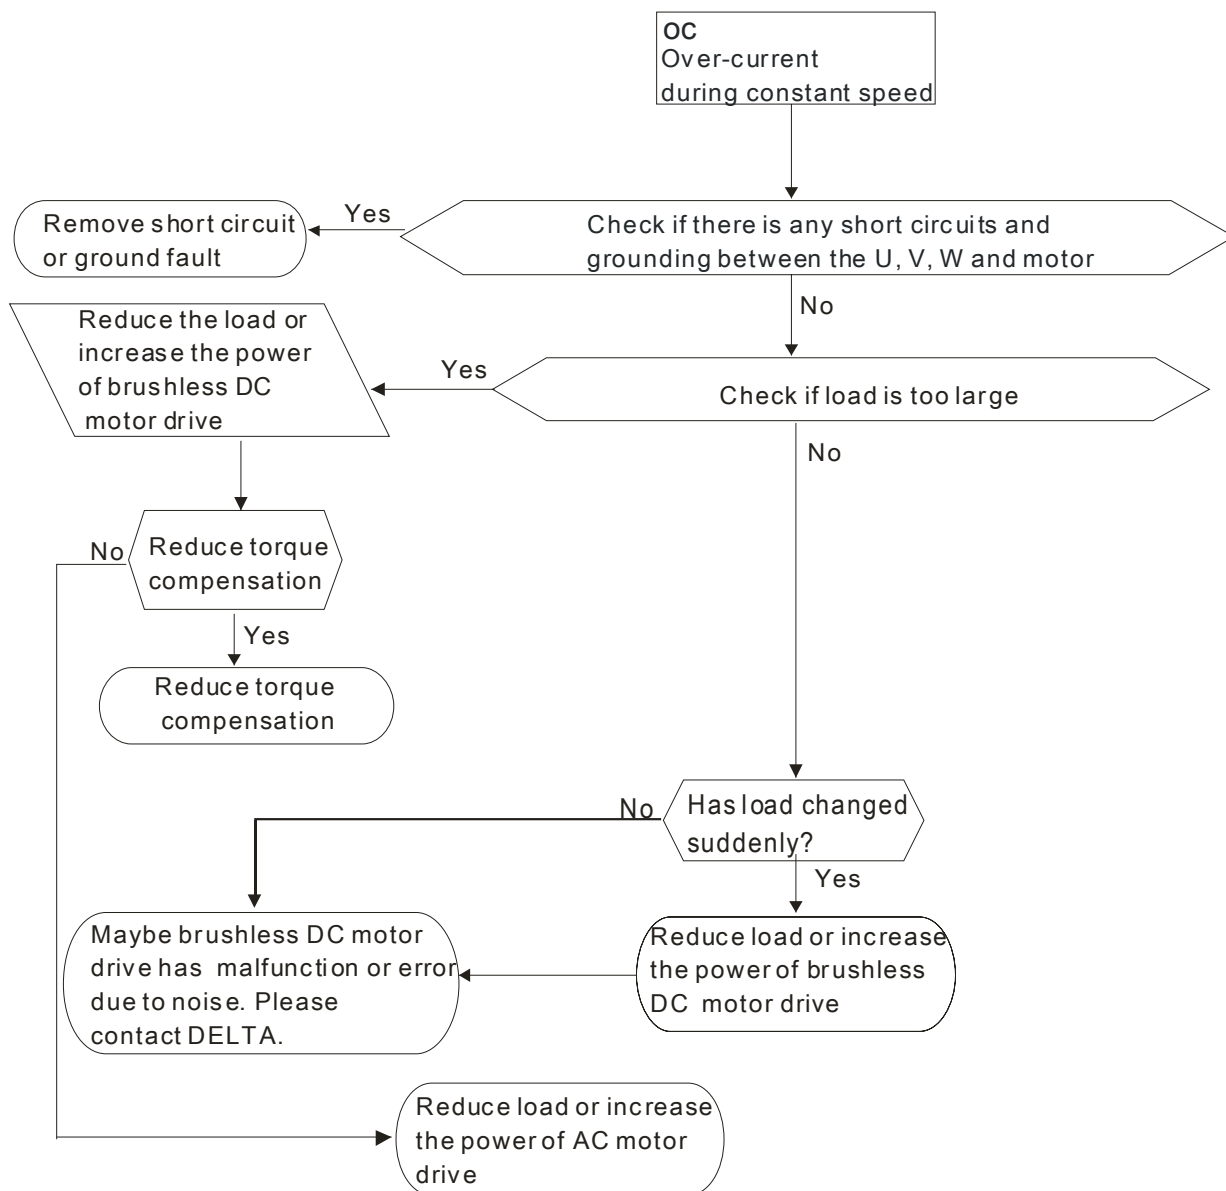 OC
Over-current
during constant speed
Yes
Remove short circuit
or ground fault
Check if there is any short circuits and
grounding between the U, V, W and motor
No
Reduce the load or
increase the power
of brushless DC
motor drive
Yes
Check if load is too large
No
No
Reduce torque
compensation
Yes
Reduce torque
compensation
No
Has load changed
suddenly?
Yes
Maybe brushless DC motor
drive has malfunction or error
due to noise. Please
contact DELTA.
Reduce load or increase
the power of brushless
DC motor drive
Reduce load or increase
the power of AC motor
drive